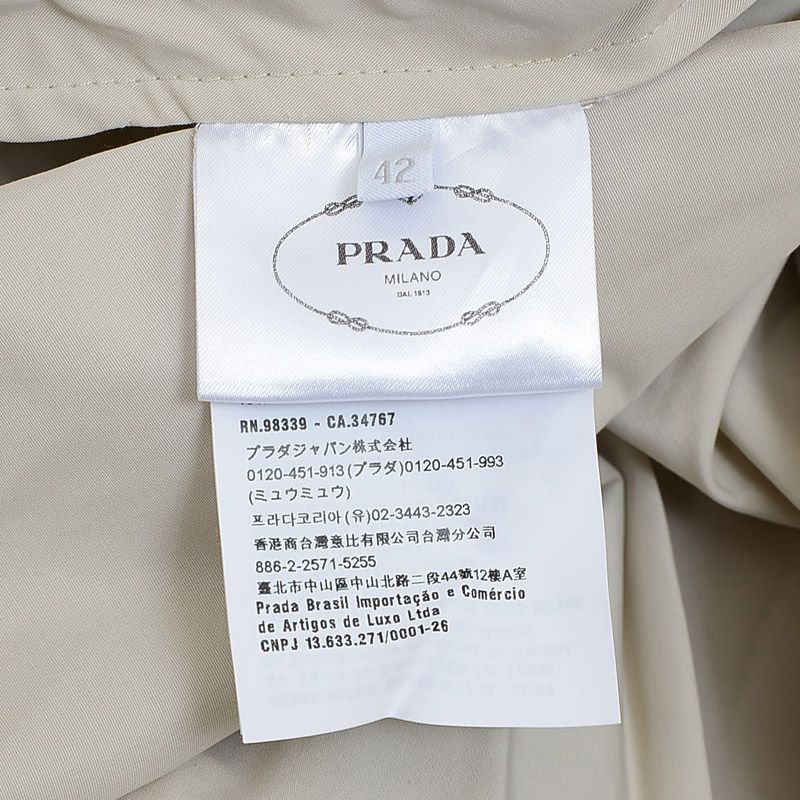 42
PRADA
MILANO
DAL 1913
RN.98339 - CA.34767
プラダジャパン株式会社
0120-451-913(プラダ)0120-451-993
(ミュウミュウ)
프라다코리아(유)02-3443-2323
香港商台灣意比有限公司台灣分公司
886-2-2571-5255
臺北市中山區中山北路二段44號12樓A室
Prada Brasil Importação e Comércio
de Artigos de Luxo Ltda
CNPJ 13.633.271/0001-26